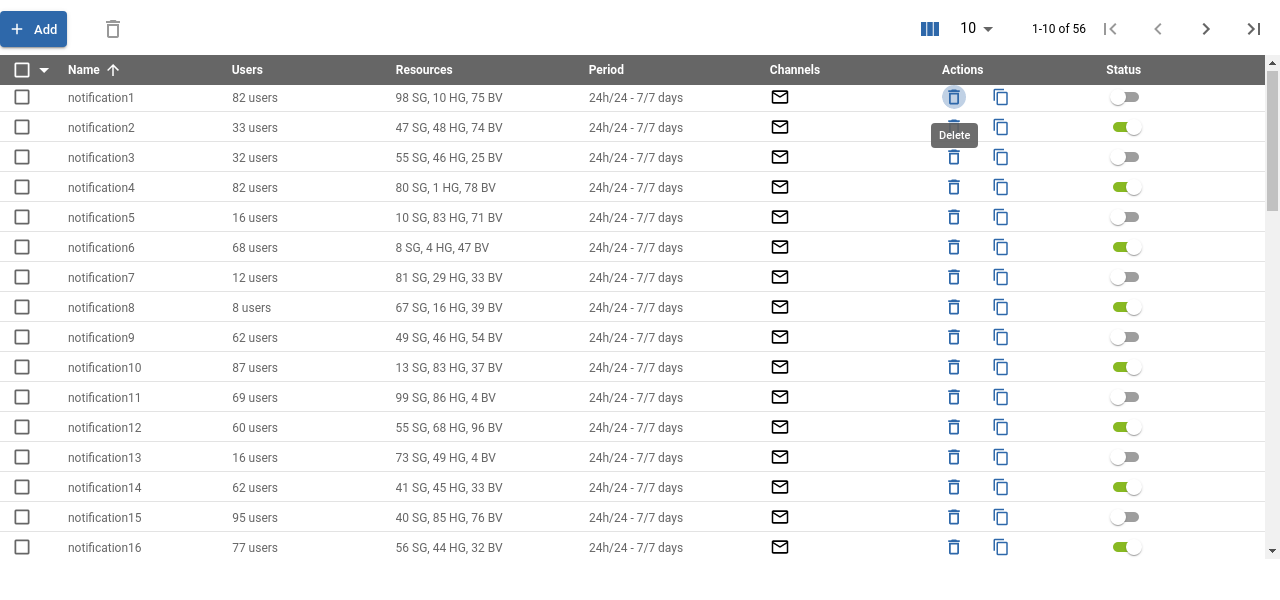 Add 10 1-10 of 56
Name Users Resources Period Channels Actions Status
notification1 82 users 98 SG, 10 HG, 75 BV 24h/24 - 7/7 days
notification2 33 users 47 SG, 48 HG, 74 BV 24h/24 - 7/7 days
Delete
notification3 32 users 55 SG, 46 HG, 25 BV 24h/24 - 7/7 days
notification4 82 users 80 SG, 1 HG, 78 BV 24h/24 - 7/7 days
notification5 16 users 10 SG, 83 HG, 71 BV 24h/24 - 7/7 days
notification6 68 users 8 SG, 4 HG, 47 BV 24h/24 - 7/7 days
notification7 12 users 81 SG, 29 HG, 33 BV 24h/24 - 7/7 days
notification8 8 users 67 SG, 16 HG, 39 BV 24h/24 - 7/7 days
notification9 62 users 49 SG, 46 HG, 54 BV 24h/24 - 7/7 days
notification10 87 users 13 SG, 83 HG, 37 BV 24h/24 - 7/7 days
notification11 69 users 99 SG, 86 HG, 4 BV 24h/24 - 7/7 days
notification12 60 users 55 SG, 68 HG, 96 BV 24h/24 - 7/7 days
notification13 16 users 73 SG, 49 HG, 4 BV 24h/24 - 7/7 days
notification14 62 users 41 SG, 45 HG, 33 BV 24h/24 - 7/7 days
notification15 95 users 40 SG, 85 HG, 76 BV 24h/24 - 7/7 days
notification16 77 users 56 SG, 44 HG, 32 BV 24h/24 - 7/7 days